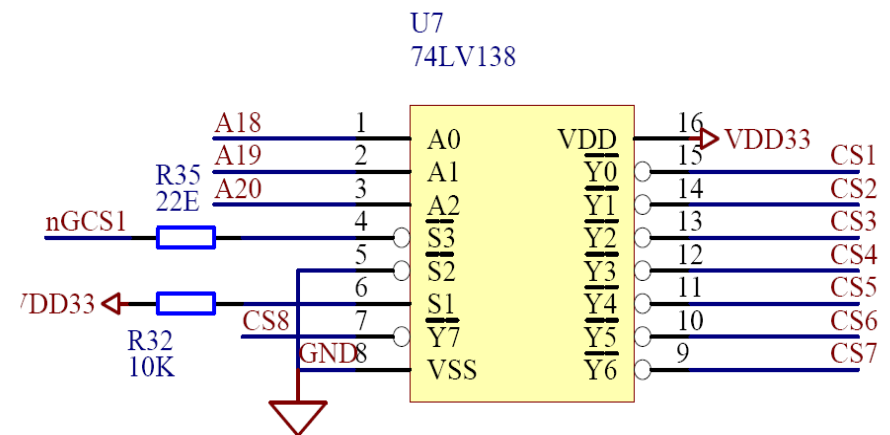 U7
74LV138
A18 1 A0 VDD 16 VDD33
A19 2 A1 Y0 15 CS1
R35
22E
A20 3 A2 Y1 14 CS2
nGCS1 4 S3 Y2 13 CS3
5 S2 Y3 12 CS4
VDD33 6 S1 Y4 11 CS5
R32
10K
CS8 7 Y7 Y5 10 CS6
GND 8 VSS Y6 9 CS7